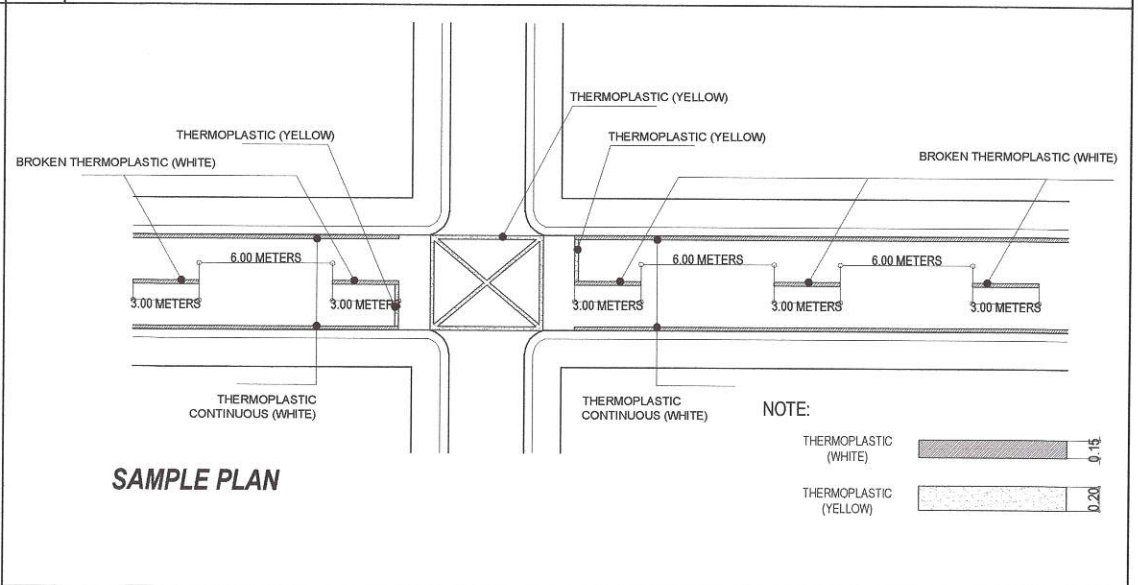 THERMOPLASTIC (YELLOW)
THERMOPLASTIC (YELLOW)
THERMOPLASTIC (YELLOW)
BROKEN THERMOPLASTIC (WHITE)
BROKEN THERMOPLASTIC (WHITE)
6.00 METERS
6.00 METERS
6.00 METERS
3.00 METERS
3.00 METERS
3.00 METERS
3.00 METERS
3.00 METERS
THERMOPLASTIC
CONTINUOUS (WHITE)
THERMOPLASTIC
CONTINUOUS (WHITE)
NOTE:
THERMOPLASTIC
(WHITE)
0.15
THERMOPLASTIC
(YELLOW)
0.20
SAMPLE PLAN